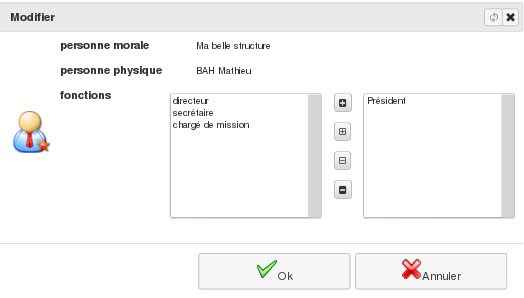 Modifier
personne morale Ma belle structure
personne physique BAH Mathieu
fonctions
directeur
secrétaire
chargé de mission
Président
Ok
Annuler